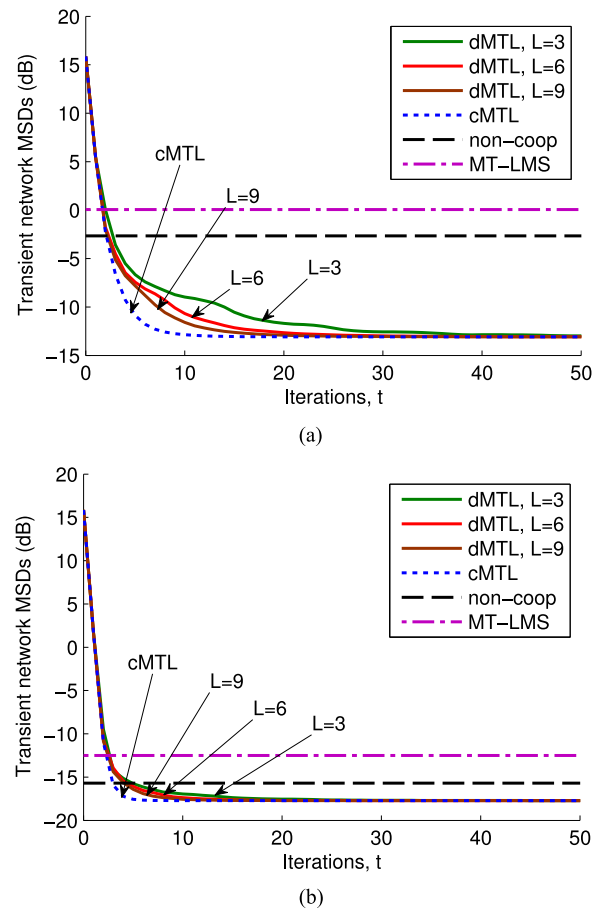 20
15
10
5
0
−5
−10
−15
Transient network MSDs (dB)
dMTL, L=3
dMTL, L=6
dMTL, L=9
cMTL
non−coop
MT−LMS
cMTL
L=9
L=6
L=3
0
10
20
30
40
50
Iterations, t
(a)
20
15
10
5
0
−5
−10
−15
−20
Transient network MSDs (dB)
dMTL, L=3
dMTL, L=6
dMTL, L=9
cMTL
non−coop
MT−LMS
cMTL
L=9
L=6
L=3
0
10
20
30
40
50
Iterations, t
(b)